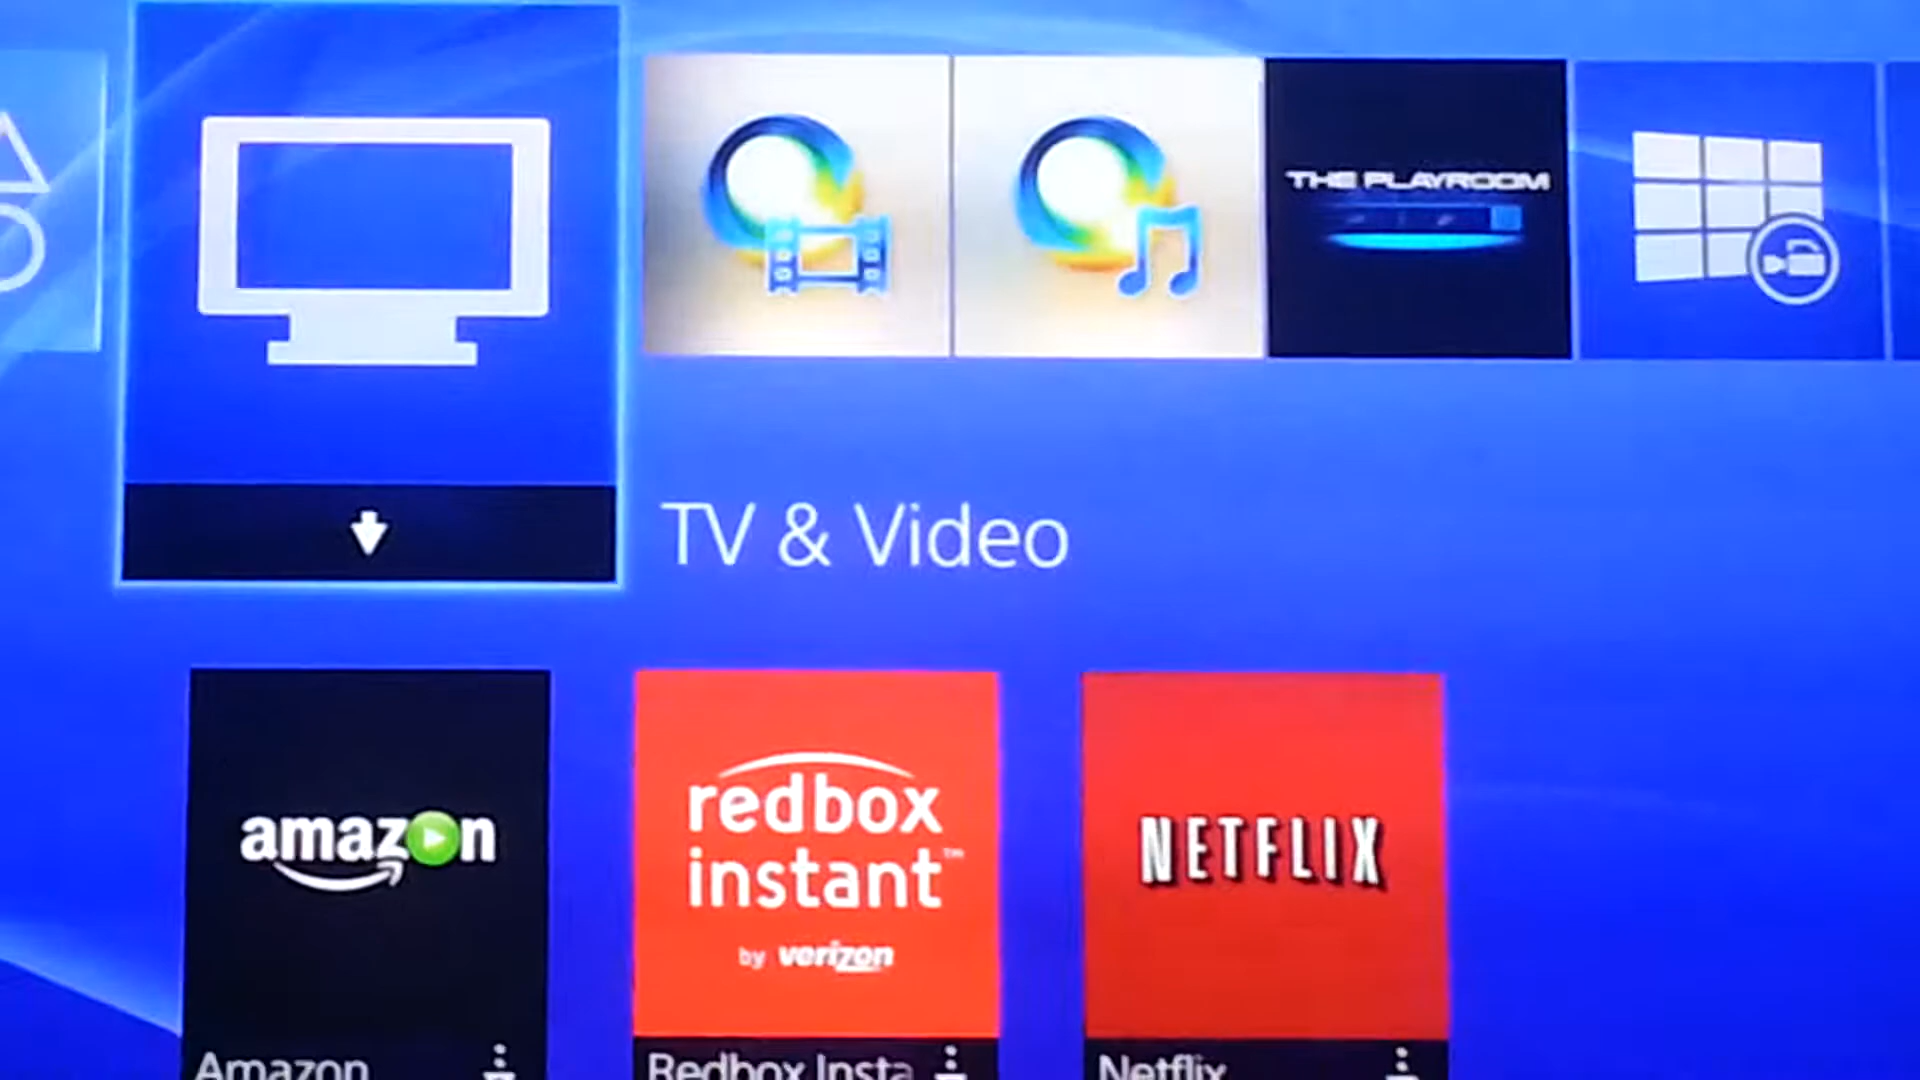 THE PLAYROOM
TV & Video
amazon
redbox
instant™
by verizon
NETFLIX
Amazon
Redbox Insta
Netflix